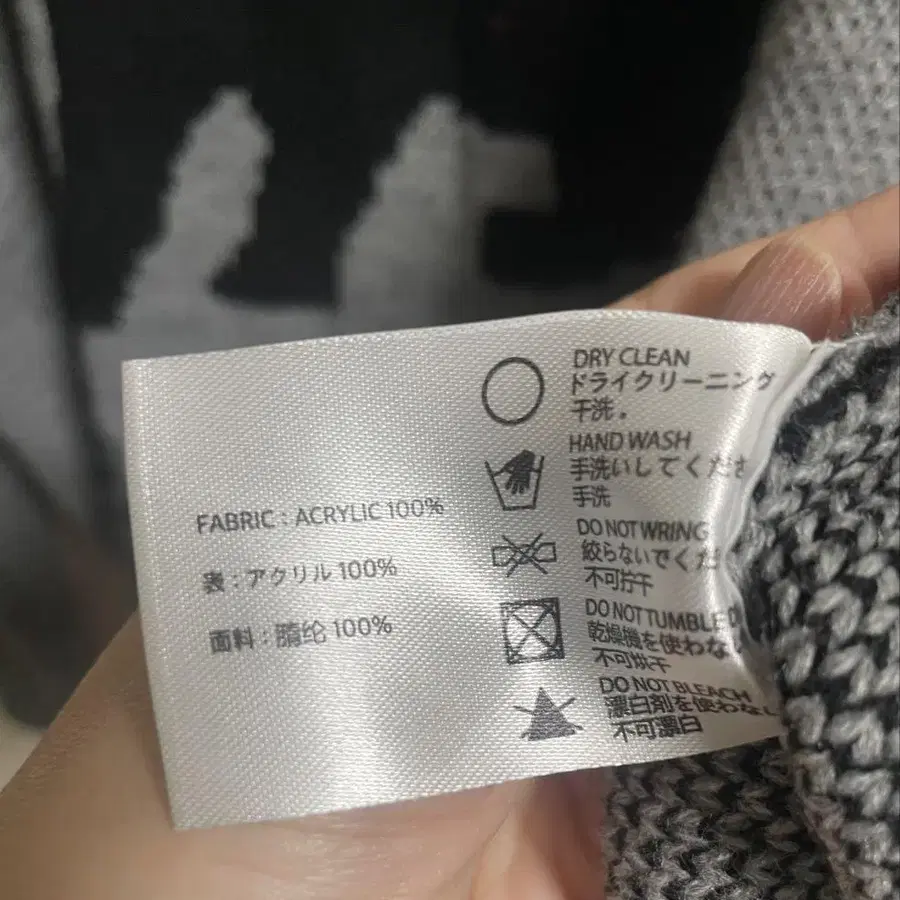 FABRIC : ACRYLIC 100%
表 : アクリル 100%
面料 : 腈纶 100%
DRY CLEAN
ドライクリーニング
干洗 。
HAND WASH
手洗いしてくださ
手洗
DO NOT WRING
絞らないでくだ
不可拧干
DO NOT TUMBLE D
乾燥機を使わな
不可烘干
DO NOT BLEACH
漂白剤を使わない
不可漂白